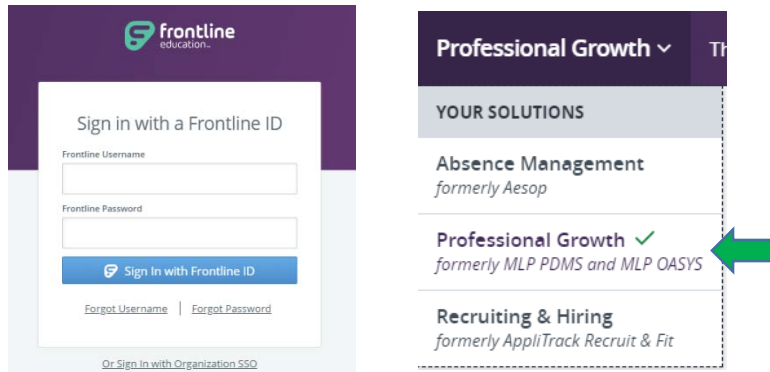 frontline
education™
Sign in with a Frontline ID
Frontline Username
Frontline Password
Sign In with Frontline ID
Forgot Username | Forgot Password
Or Sign In with Organization SSO
Professional Growth
YOUR SOLUTIONS
Absence Management
formerly Aesop
Professional Growth ✓
formerly MLP PDMS and MLP OASYS
Recruiting & Hiring
formerly AppliTrack Recruit & Fit